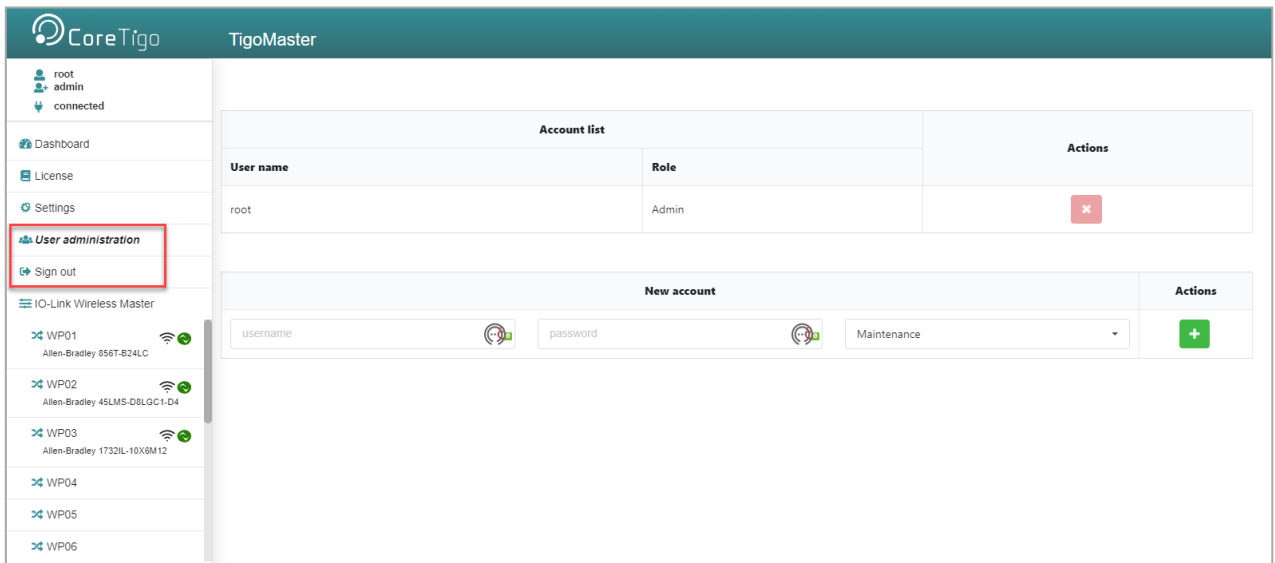 CoreTigo
TigoMaster
root
admin
connected
Dashboard
License
Settings
User administration
Sign out
IO-Link Wireless Master
WP01
Allen-Bradley 856T-B24LC
WP02
Allen-Bradley 45LMS-D8LGC1-D4
WP03
Allen-Bradley 1732IL-10X6M12
WP04
WP05
WP06
Account list
Actions
User name
Role
root
Admin
New account
Actions
username
password
Maintenance